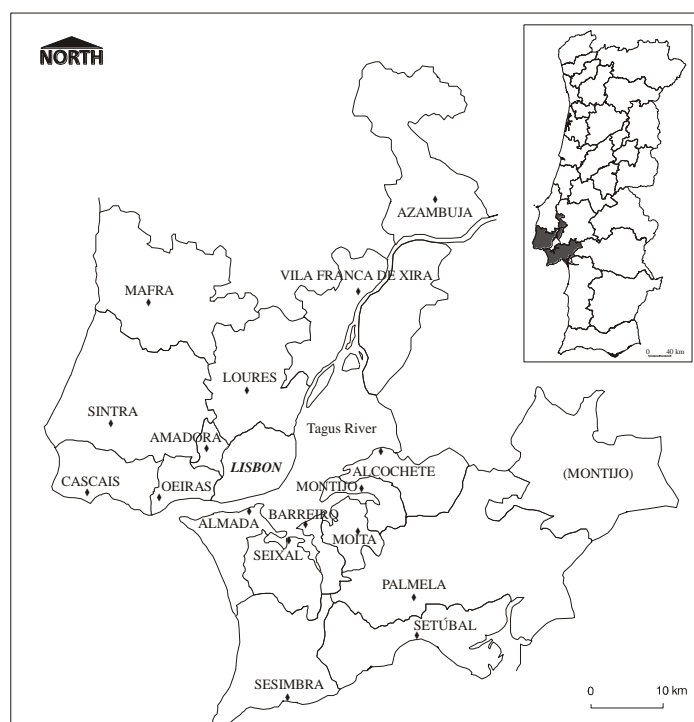 NORTH
AZAMBUJA
VILA FRANCA DE XIRA
MAFRA
LOURES
SINTRA
AMADORA
Tagus River
LISBON
CASCAIS
OEIRAS
ALCOCHETE
(MONTIJO)
MONTIJO
ALMADA
BARREIRO
MOITA
SEIXAL
PALMELA
SETÚBAL
SESIMBRA
0 40 km
0 10 km